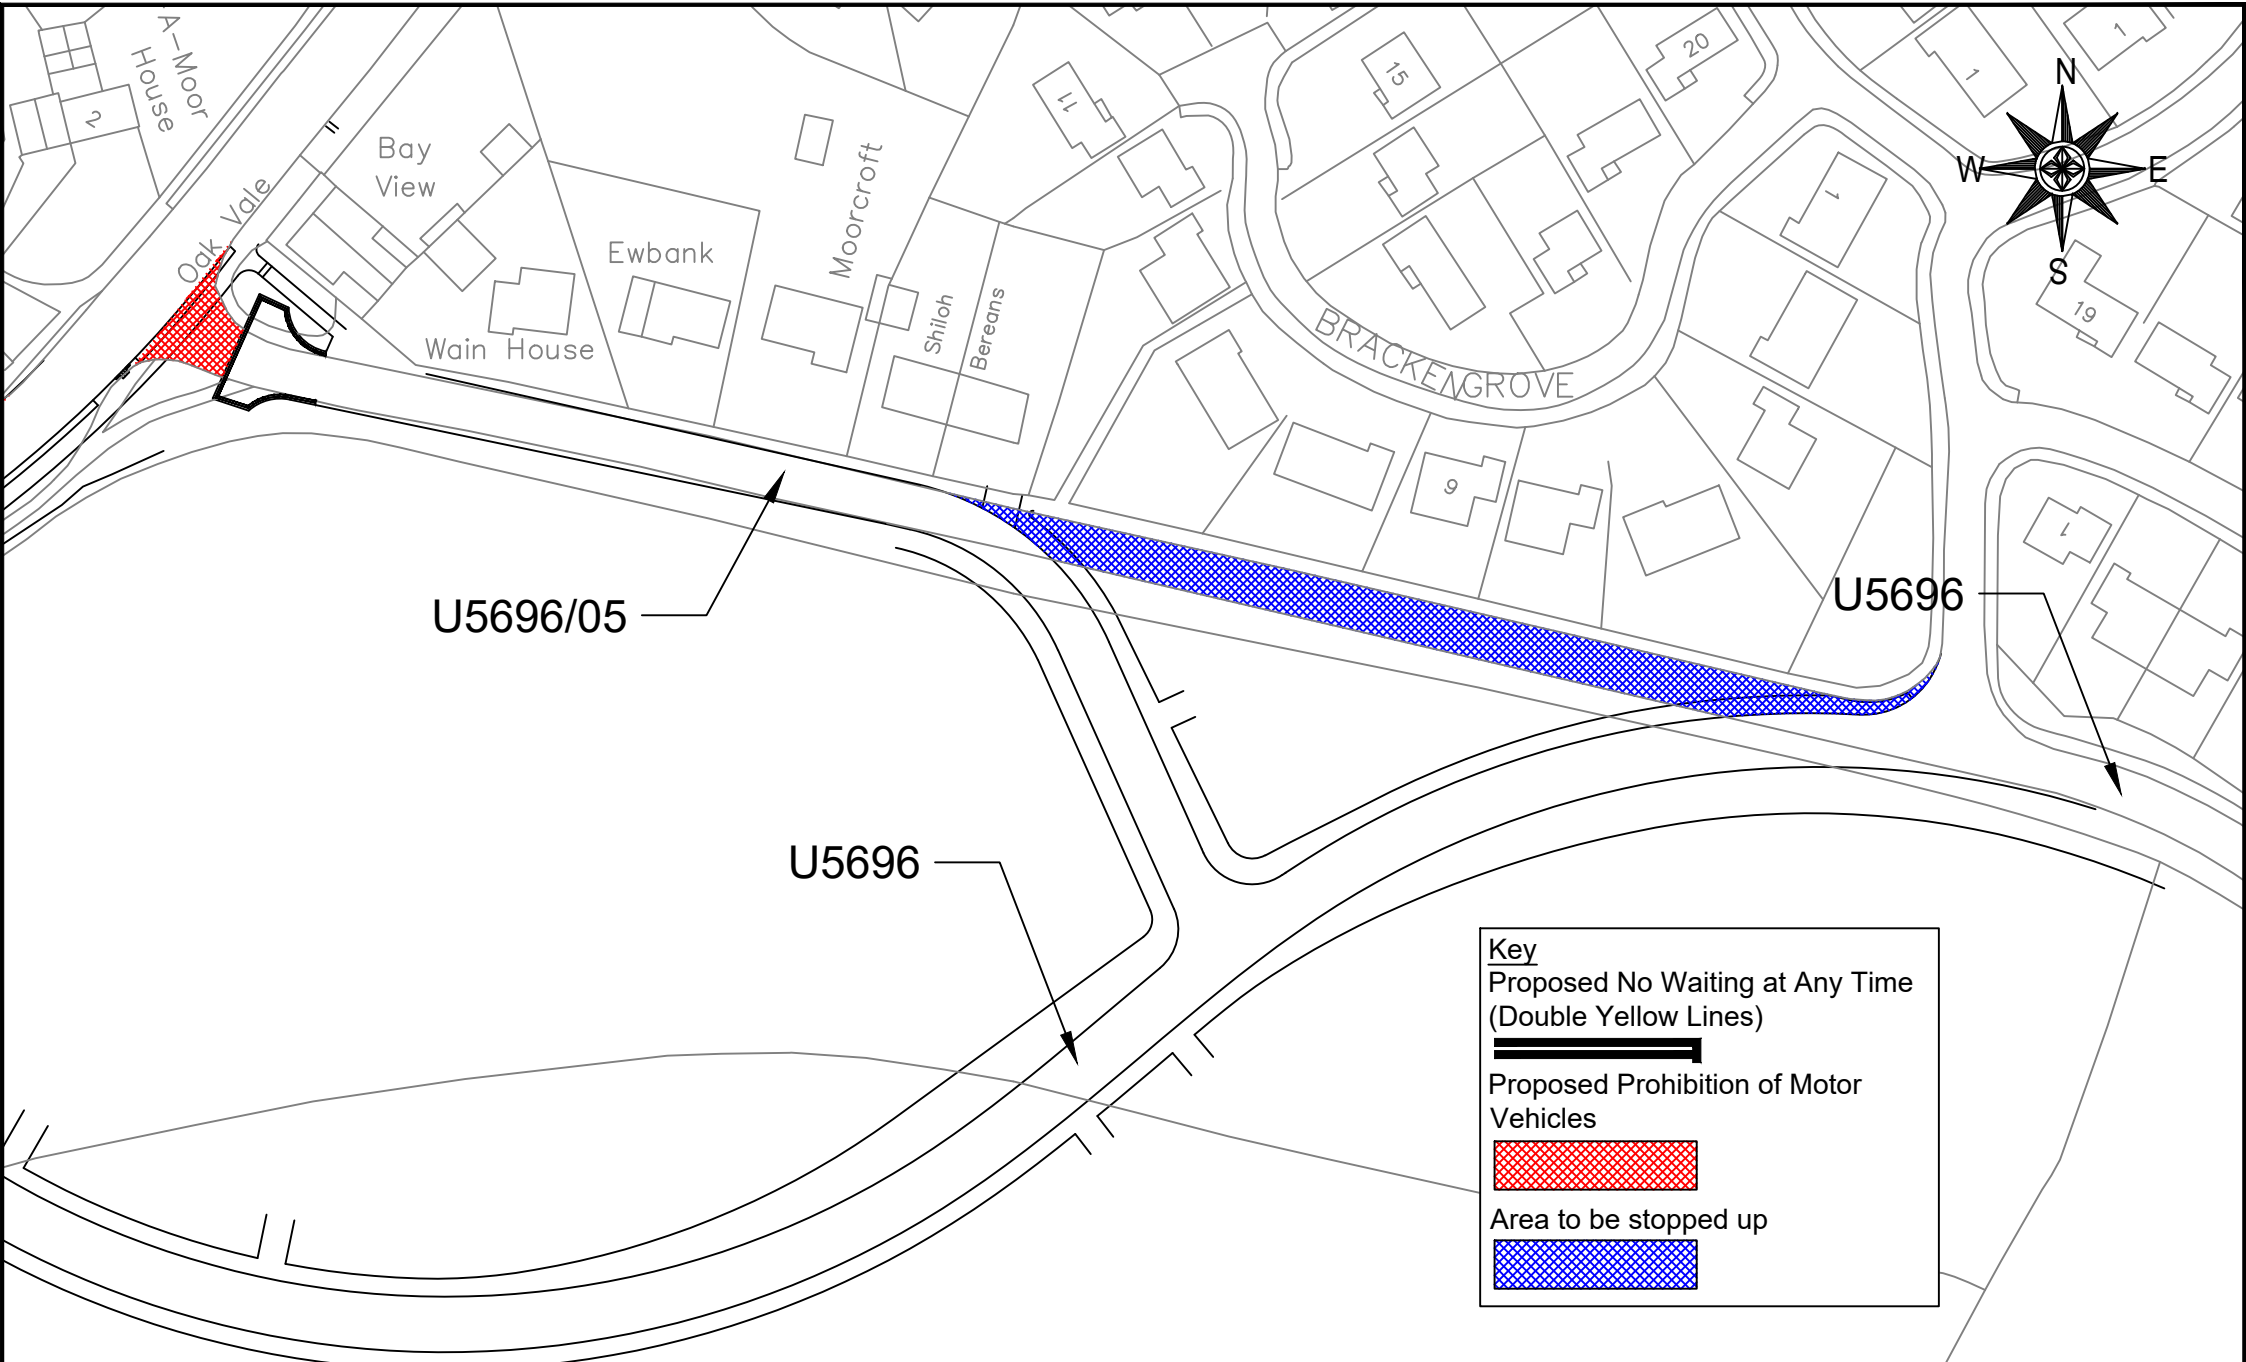 A-Moor
House
2
Bay
View
Oak Vale
Wain House
Ewbank
Moorcroft
Shiloh
Bereans
11
15
20
1
1
1
19
1
9
BRACKENGROVE
N
W
E
S
U5696/05
U5696
U5696
Key
Proposed No Waiting at Any Time
(Double Yellow Lines)
Proposed Prohibition of Motor
Vehicles
Area to be stopped up